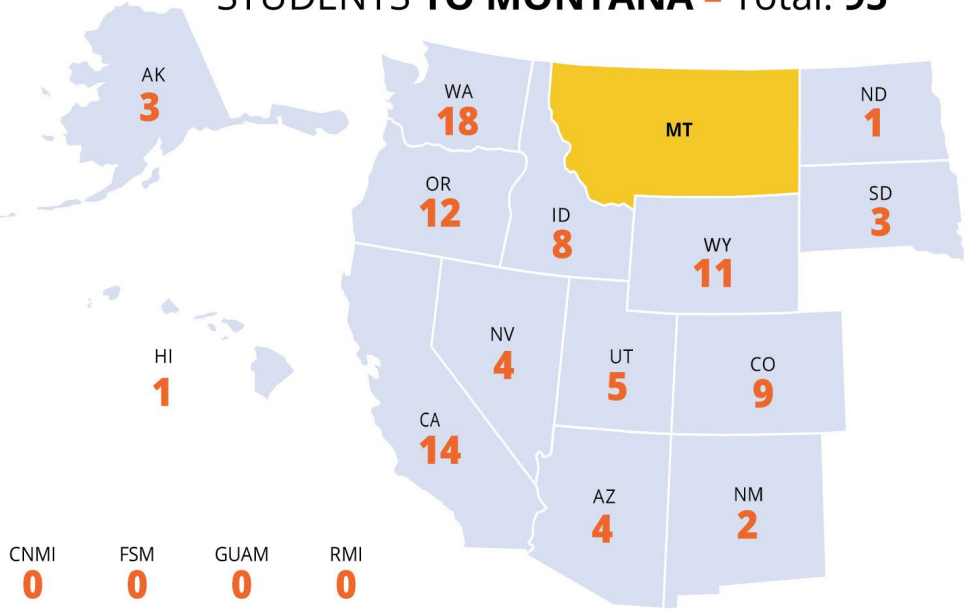 STUDENTS TO MONTANA – Total: 95
AK
3
WA
18
MT
ND
1
OR
12
ID
8
SD
3
WY
11
HI
1
NV
4
UT
5
CO
9
CA
14
AZ
4
NM
2
CNMI
0
FSM
0
GUAM
0
RMI
0